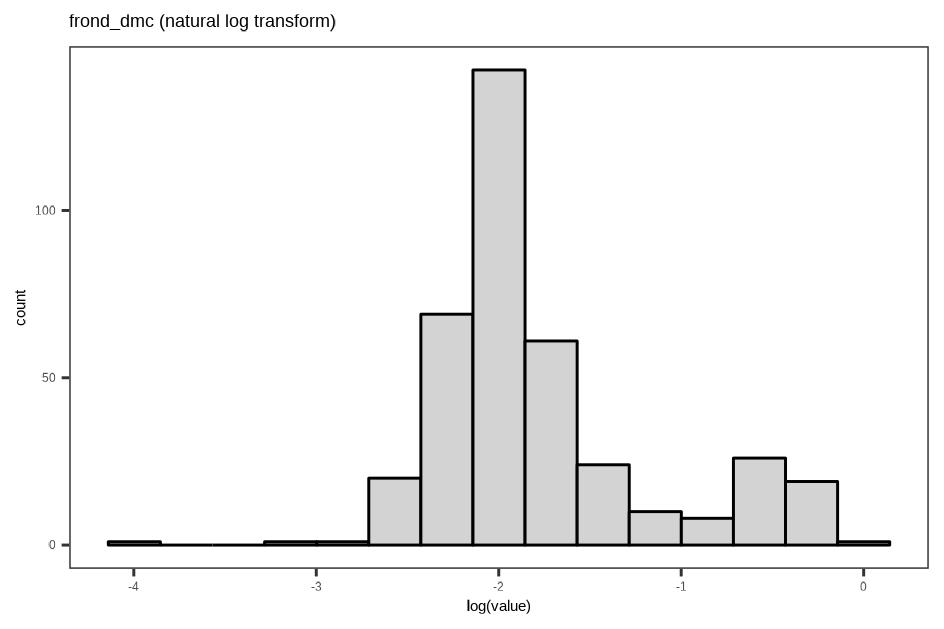 frond_dmc (natural log transform)
100
50
0
count
-4
-3
-2
-1
0
log(value)